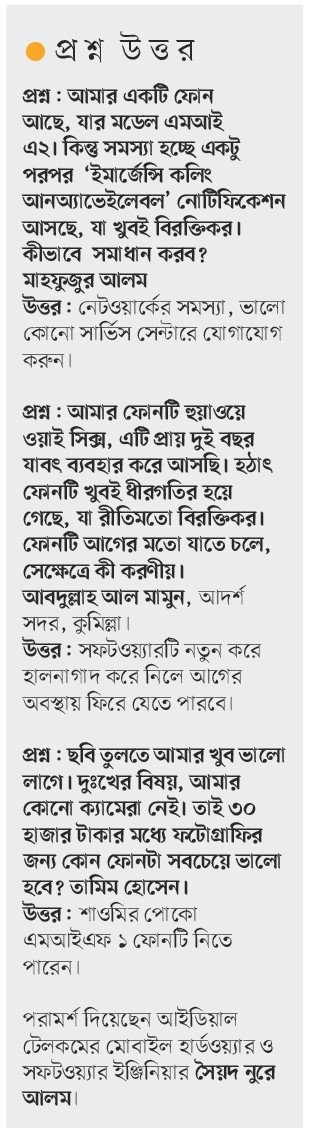 প্রশ্ন উত্তর
প্রশ্ন : আমার একটি ফোন
আছে, যার মডেল এমআই
এ২। কিন্তু সমস্যা হচ্ছে একটু
পরপর ‘ইমার্জেন্সি কলিং
আনঅ্যাভেইলেবল’ নোটিফিকেশন
আসছে, যা খুবই বিরক্তিকর।
কীভাবে সমাধান করব?
মাহফুজুর আলম
উত্তর : নেটওয়ার্কের সমস্যা, ভালো
কোনো সার্ভিস সেন্টারে যোগাযোগ
করুন।
প্রশ্ন : আমার ফোনটি হুয়াওয়ে
ওয়াই সিক্স, এটি প্রায় দুই বছর
যাবৎ ব্যবহার করে আসছি। হঠাৎ
ফোনটি খুবই ধীরগতির হয়ে
গেছে, যা রীতিমতো বিরক্তিকর।
ফোনটি আগের মতো যাতে চলে,
সেক্ষেত্রে কী করণীয়।
আবদুল্লাহ আল মামুন, আদর্শ
সদর, কুমিল্লা।
উত্তর : সফটওয়্যারটি নতুন করে
হালনাগাদ করে নিলে আগের
অবস্থায় ফিরে যেতে পারবে।
প্রশ্ন : ছবি তুলতে আমার খুব ভালো
লাগে। দুঃখের বিষয়, আমার
কোনো ক্যামেরা নেই। তাই ৩০
হাজার টাকার মধ্যে ফটোগ্রাফির
জন্য কোন ফোনটা সবচেয়ে ভালো
হবে? তামিম হোসেন।
উত্তর : শাওমির পোকো
এমআইএফ ১ ফোনটি নিতে
পারেন।
পরামর্শ দিয়েছেন আইডিয়াল
টেলকমের মোবাইল হার্ডওয়্যার ও
সফটওয়্যার ইঞ্জিনিয়ার সৈয়দ নুরে
আলম।